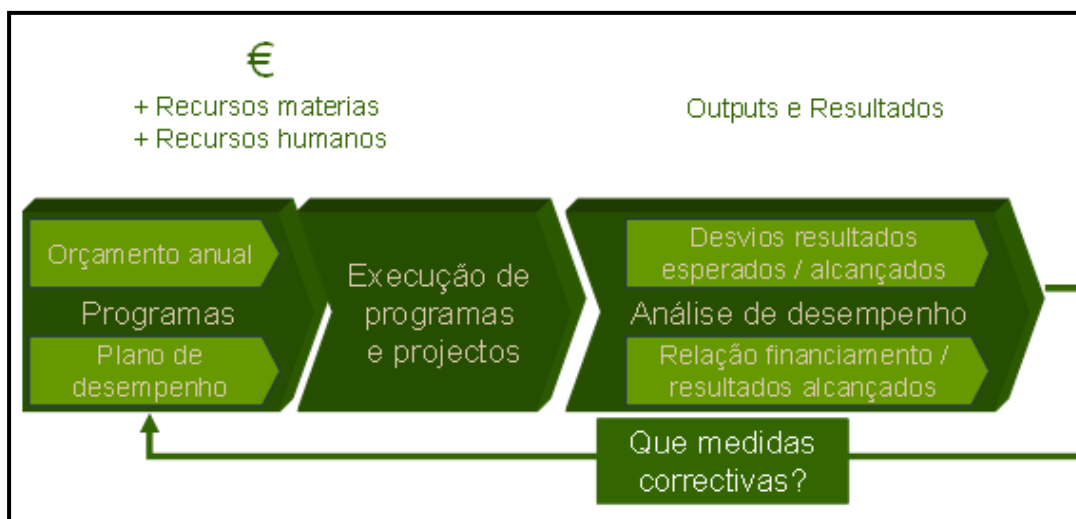 €
+ Recursos materias
+ Recursos humanos
Outputs e Resultados
Orçamento anual
Programas
Plano de
desempenho
Execução de
programas
e projectos
Desvios resultados
esperados / alcançados
Análise de desempenho
Relação financiamento /
resultados alcançados
Que medidas
correctivas?